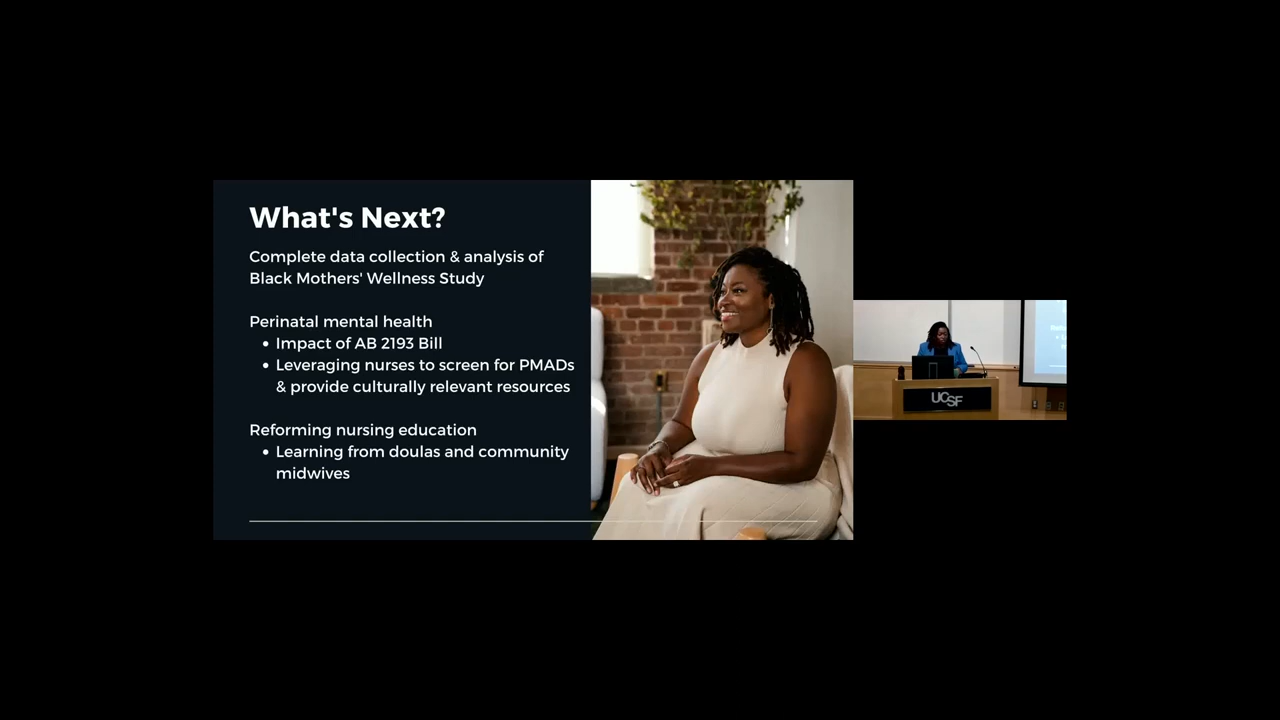 What's Next?
Complete data collection & analysis of
Black Mothers' Wellness Study
Perinatal mental health
• Impact of AB 2193 Bill
• Leveraging nurses to screen for PMADs
& provide culturally relevant resources
Reforming nursing education
• Learning from doulas and community
midwives
UCSF